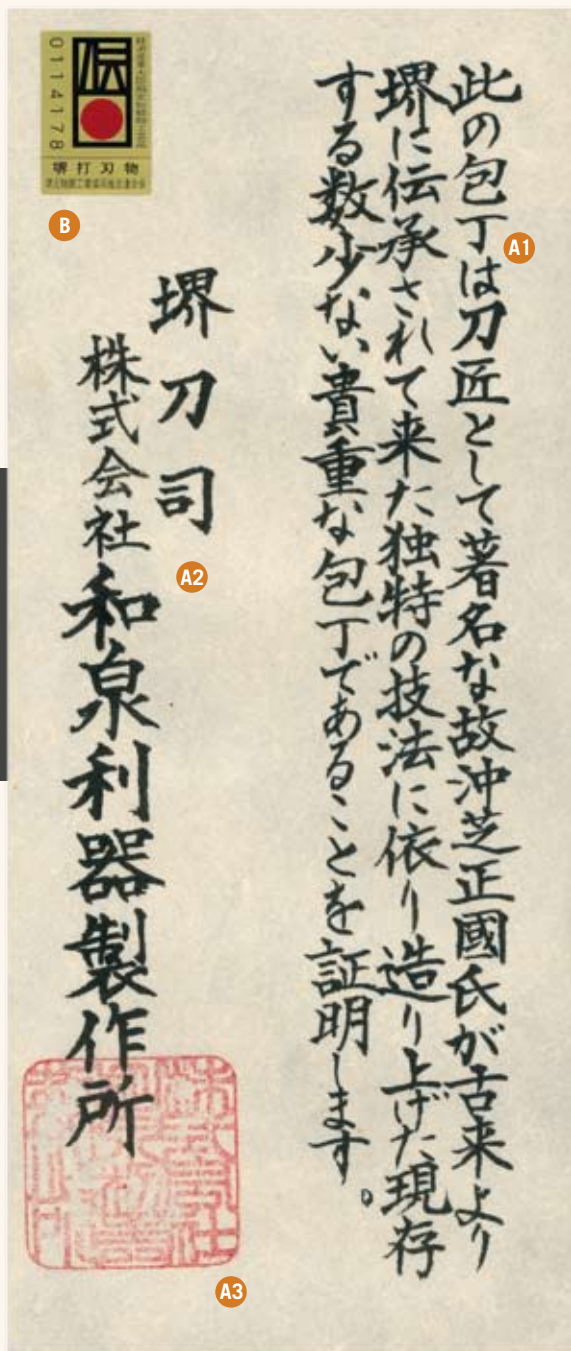 此の包丁は刀匠として著名な故沖芝正國氏が古来より
堺に伝承されて来た独特の技法に依り造り上げた現存
する数少ない貴重な包丁であることを証明します。
堺刀司
株式会社和泉利器製作所
伝
0114178
堺打刃物
A1
A2
A3
B